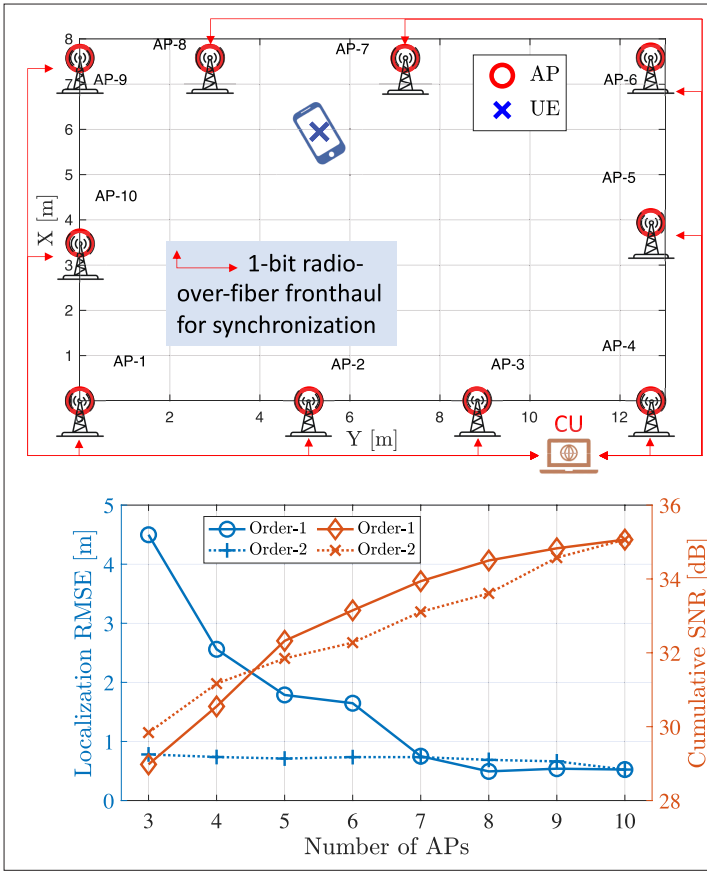 8
AP-8
AP-7
AP
UE
AP-9
AP-6
7
6
5
AP-5
AP-10
4
X [m]
3
1-bit radio-
over-fiber fronthaul
for synchronization
2
1
AP-1
AP-2
AP-3
AP-4
2
4
6
8
10
12
Y [m]
CU
5
4
3
2
1
0
Localization RMSE [m]
Order-1
Order-1
Order-2
Order-2
36
34
32
30
28
Cumulative SNR [dB]
3 4 5 6 7 8 9 10
Number of APs